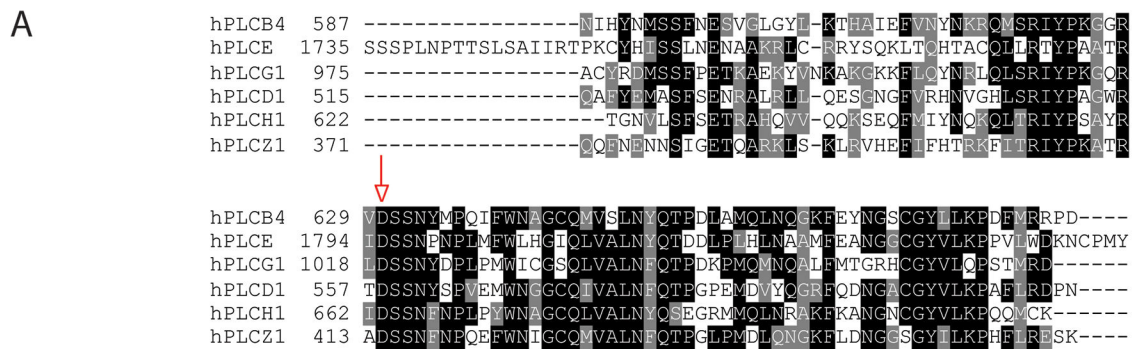 A
hPLCB4 587 -----------------NIHYNMSSFNESVGLGYL-KTHAIEFVNYNKRQMSRIYPKGGR
hPLCE 1735 SSSPLNPTTSLSAIIRTPKCYHISSLNENAAKRLC-RRYSQKLTQHTACQLLRTYPAATR
hPLCG1 975 -----------------ACYRDMSSFPETKAEKYVNKAKGKKFLQYNRLQLSRIYPKGQR
hPLCD1 515 -----------------QAFYEMASFSENRALRLL-QESGNGFVRHNVGHLSRIYPAGWR
hPLCH1 622 -------------------TGNVLSFSETRAHQVV-QQKSEQFMIYNQKQLTRIYPSAYR
hPLCZ1 371 -----------------QQFNENNSIGETQARKLS-KLRVHEFIFHTRKFITRIYPKATR
hPLCB4 629 VDSSNYMPQIFWNAGCQMVSLNYQTPDLAMQLNQGKFEYNGSCGYLLKPDFMRRPD----
hPLCE 1794 IDSSNPNPLMFWLHGIQLVALNYQTDDLPLHLNAAMFEANGGCGYVLKPPVLWDKNCPMY
hPLCG1 1018 LDSSNYDPLPMWICGSQLVALNFQTPDKPMQMNQALFMTGRHCGYVLQPSTMRD------
hPLCD1 557 TDSSNYSPVEMWNGGCQIVALNFQTPGPEMDVYQGRFQDNGACGYVLKPAFLRDPN----
hPLCH1 662 IDSSNFNPLPYWNAGCQMVALNYQSEGRMMQLNRAKFKANGNCGYVLKPQQMCK------
hPLCZ1 413 ADSSNFNPQEFWNIGCQMVALNFQTPGLPMDLQNGKFLDNGGSGYILKPHFLRESK----